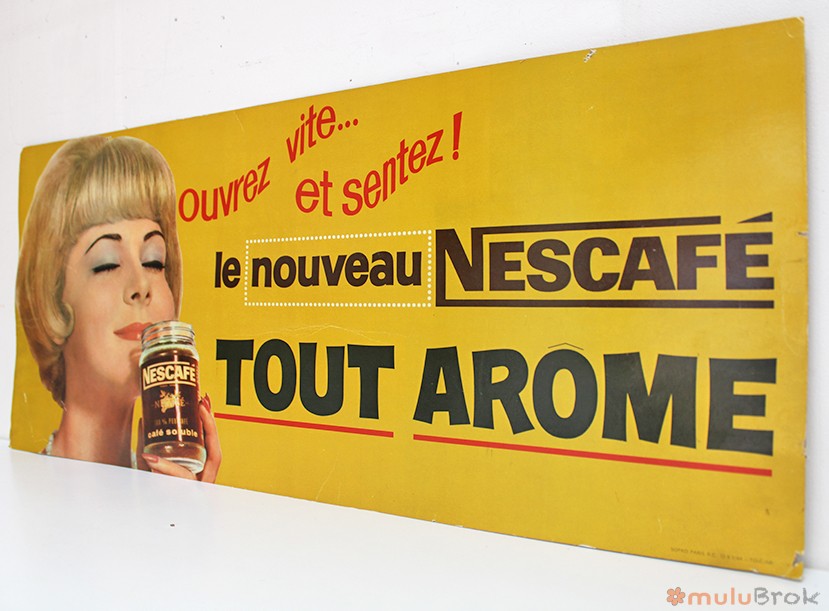 Ouvrez vite...
et sentez !
le nouveau NESCAFÉ
TOUT ARÔME
NESCAFÉ
café soluble
muluBrok